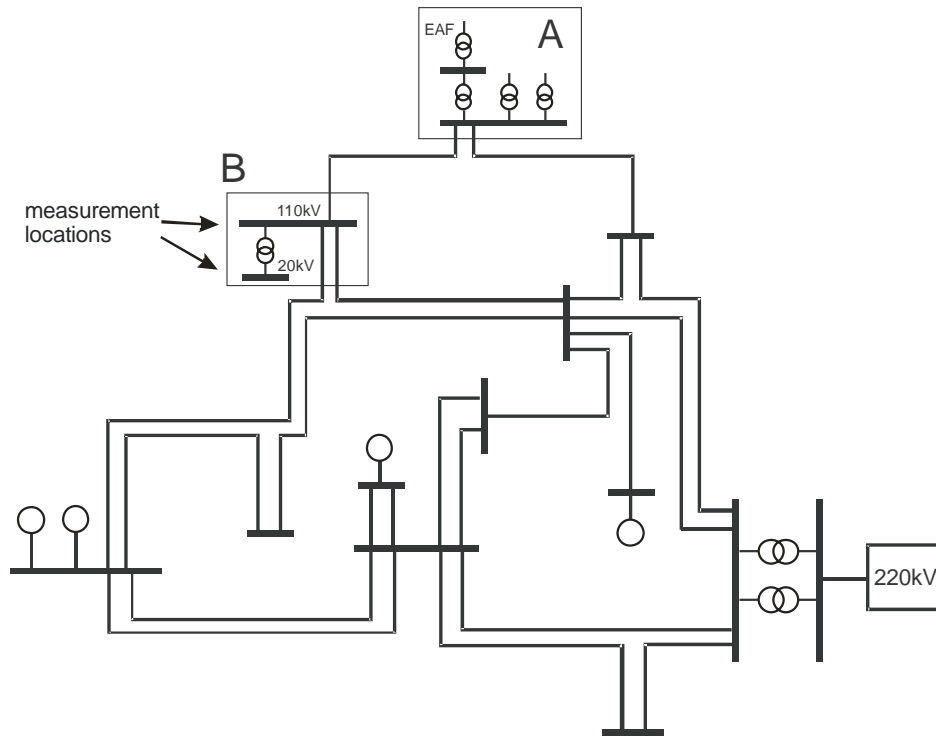 EAF
A
B
110kV
measurement
locations
20kV
220kV